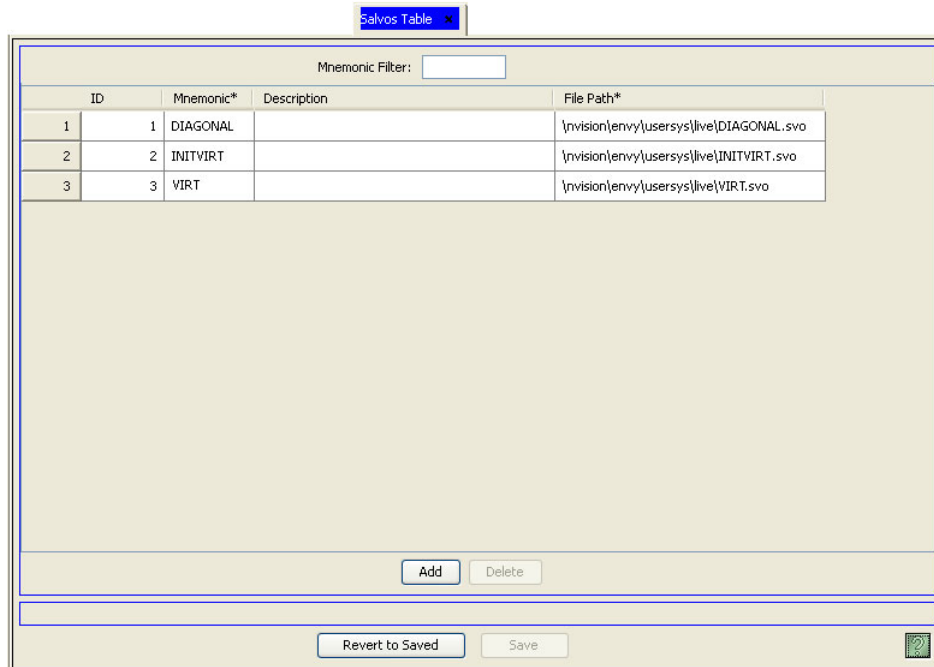 Salvos Table x
Mnemonic Filter:
ID Mnemonic* Description File Path*
1 1 DIAGONAL \nvision\envy\usersys\live\DIAGONAL.svo
2 2 INITVIRT \nvision\envy\usersys\live\INITVIRT.svo
3 3 VIRT \nvision\envy\usersys\live\VIRT.svo
Add Delete
Revert to Saved Save ?